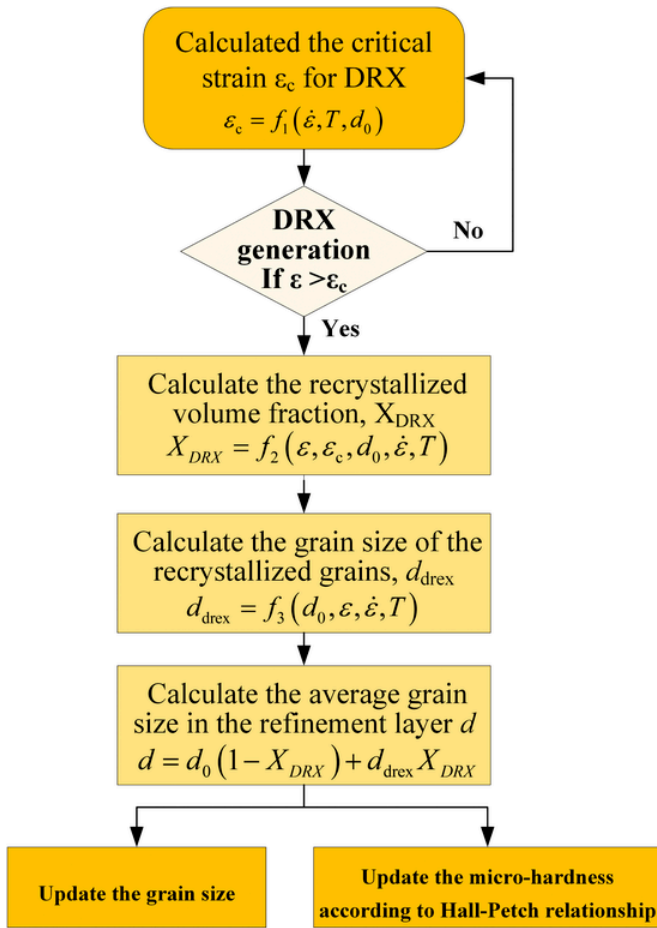 Calculated the critical
strain εc for DRX
εc = f1(ε̇,T,d0)
DRX
generation
If ε >εc
No
Yes
Calculate the recrystallized
volume fraction, XDRX
XDRX = f2(ε,εc,d0,ε̇,T)
Calculate the grain size of the
recrystallized grains, ddrex
ddrex = f3(d0,ε,ε̇,T)
Calculate the average grain
size in the refinement layer d
d = d0(1−XDRX)+ddrexXDRX
Update the grain size
Update the micro-hardness
according to Hall-Petch relationship